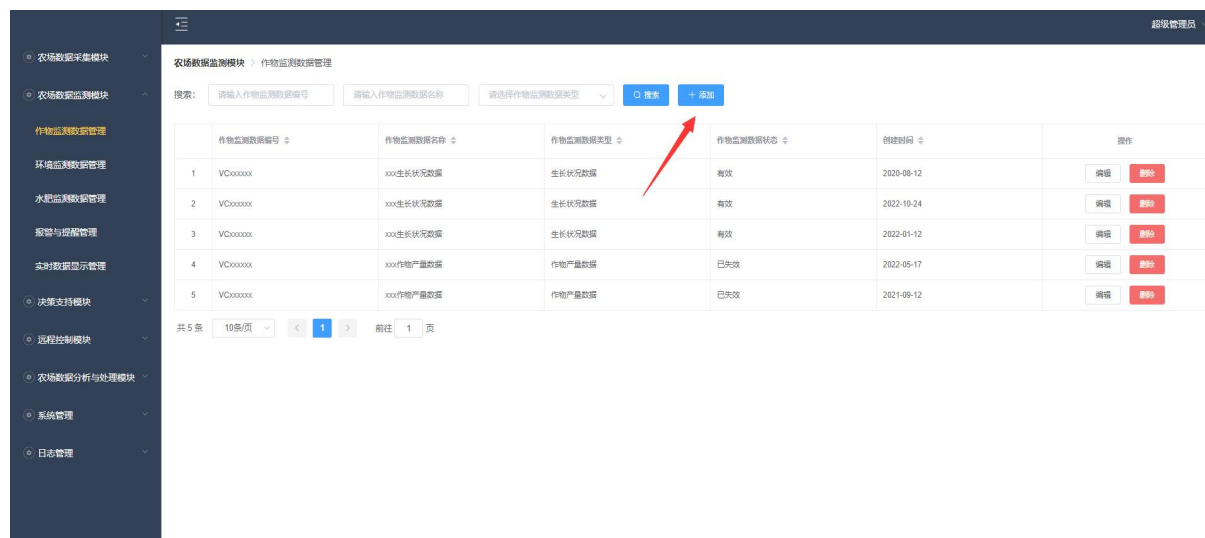 超级管理员
农场数据采集模块
农场数据监测模块
作物监测数据管理
环境监测数据管理
水肥监测数据管理
报警与提醒管理
实时数据显示管理
决策支持模块
远程控制模块
农场数据分析与处理模块
系统管理
日志管理
农场数据监测模块 > 作物监测数据管理
搜索: 请输入作物监测数据编号 请输入作物监测数据名称 请选择作物监测数据类型 搜索 + 添加
作物监测数据编号 作物监测数据名称 作物监测数据类型 作物监测数据状态 创建时间 操作
1 VCxxxxxx xxx生长状况数据 生长状况数据 有效 2020-08-12 编辑 删除
2 VCxxxxxx xxx生长状况数据 生长状况数据 有效 2022-10-24 编辑 删除
3 VCxxxxxx xxx生长状况数据 生长状况数据 有效 2022-01-12 编辑 删除
4 VCxxxxxx xxx作物产量数据 作物产量数据 已失效 2022-05-17 编辑 删除
5 VCxxxxxx xxx作物产量数据 作物产量数据 已失效 2021-09-12 编辑 删除
共 5 条 10条/页 < 1 > 前往 1 页